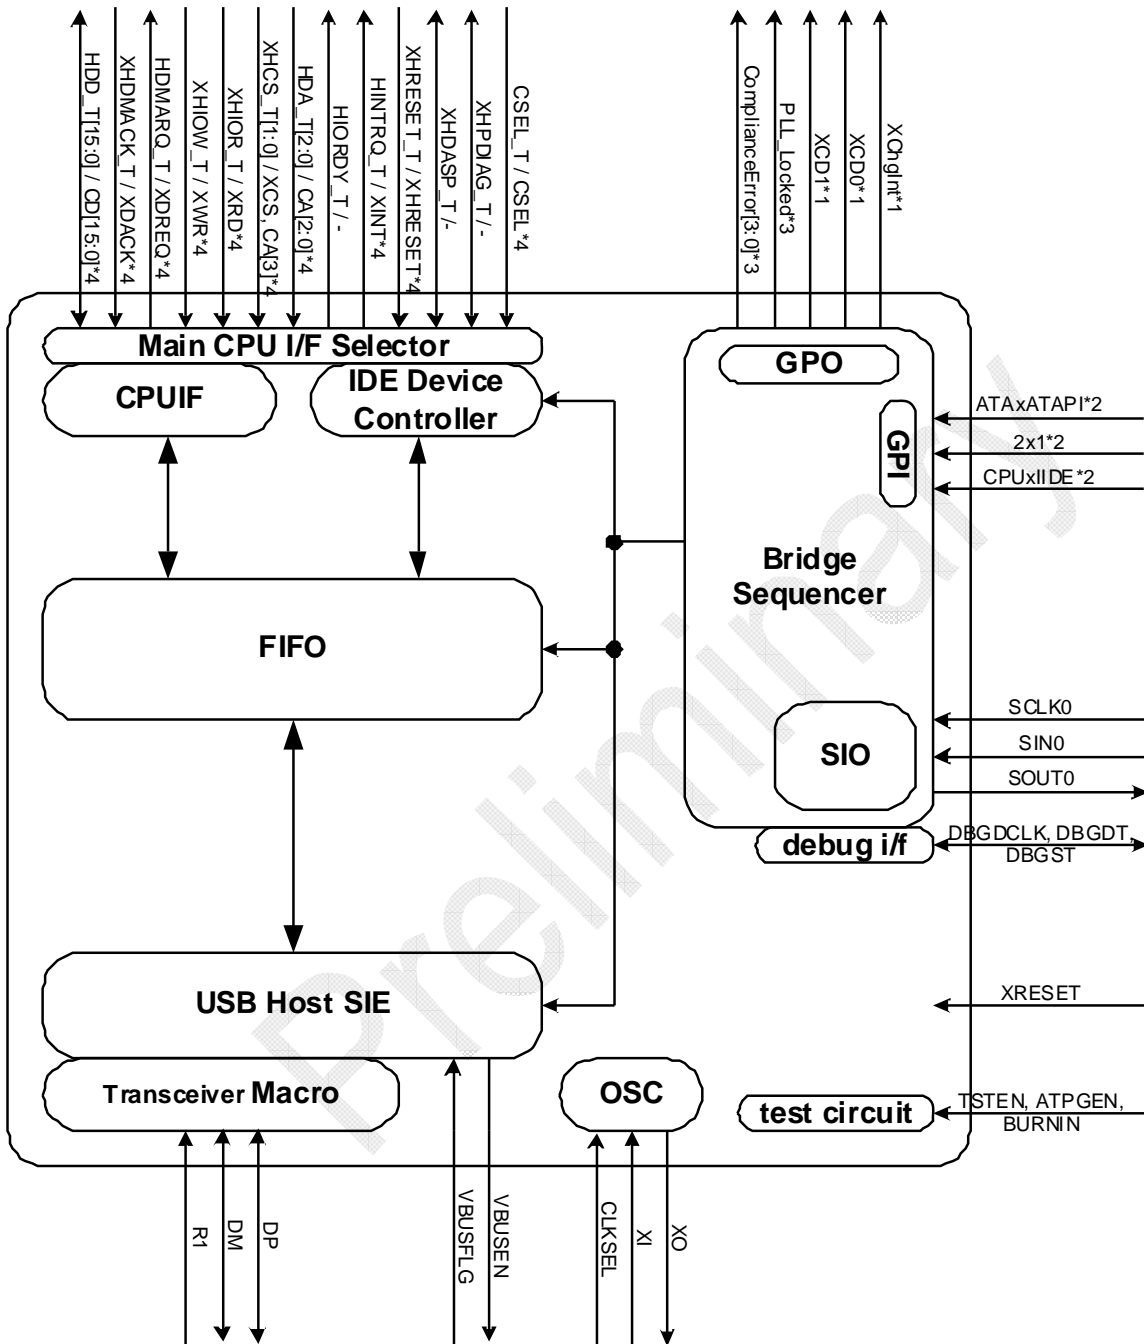 HDD_T[15:0] / CD[15:0]*4
XHDMACK_T / XDACK*4
HDMARQ_T / XDREQ*4
XHIOW_T / XWR*4
XHIOR_T / XRD*4
XHCS_T[1:0] / XCS, CA[3]*4
HDA_T[2:0] / CA[2:0]*4
HIORDY_T / -
HINTRQ_T / XINT*4
XHRESET_T / XHRESET*4
XHDASP_T / -
XHPDIAG_T / -
CSEL_T / CSEL*4
ComplianceError[3:0]*3
PLL_Locked*3
XCD1*1
XCD0*1
XChgInt*1
Main CPU I/F Selector
CPUIF
IDE Device
Controller
GPO
GPI
ATAxATAPI*2
2x1*2
CPUxIIDE*2
Bridge
Sequencer
FIFO
SIO
SCLK0
SIN0
SOUT0
debug i/f
DBGDCLK, DBGDT,
DBGST
USB Host SIE
XRESET
Transceiver Macro
OSC
test circuit
TSTEN, ATPGEN,
BURNIN
R1
DM
DP
VBUSFLG
VBUSEN
CLKSEL
XI
XO
Preliminary